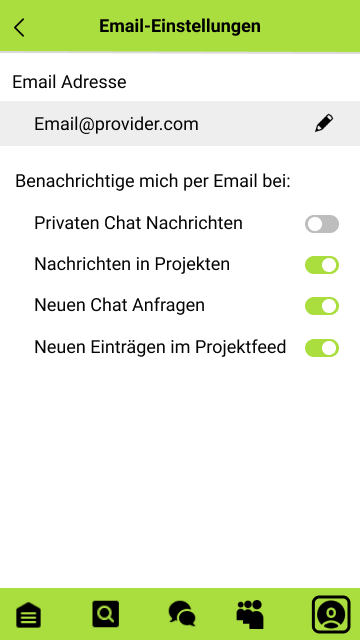 Email-Einstellungen
Email Adresse
Email@provider.com
Benachrichtige mich per Email bei:
Privaten Chat Nachrichten
Nachrichten in Projekten
Neuen Chat Anfragen
Neuen Einträgen im Projektfeed